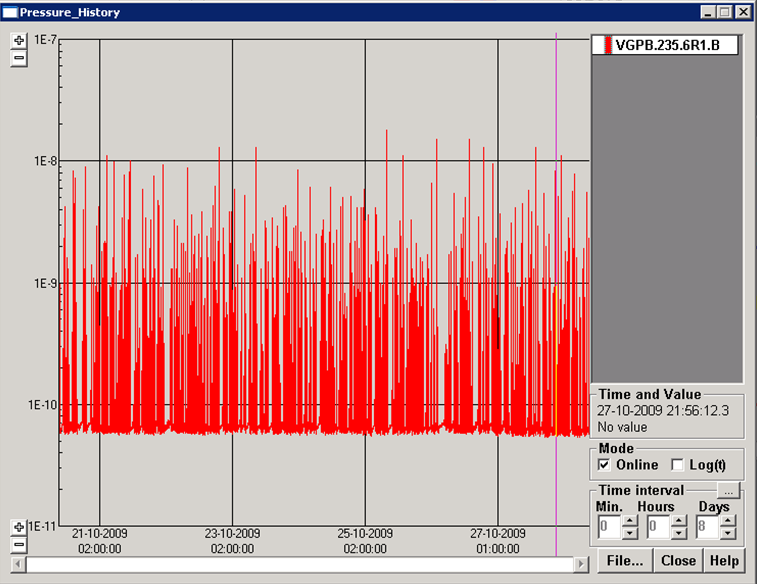 Pressure_History
1E-7
1E-8
1E-9
1E-10
1E-11
21-10-2009 23-10-2009 25-10-2009 27-10-2009
02:00:00 02:00:00 02:00:00 01:00:00
VGPB.235.6R1.B
Time and Value
27-10-2009 21:56:12.3
No value
Mode
Online Log(t)
Time interval ...
Min. Hours Days
0 0 8
File... Close Help